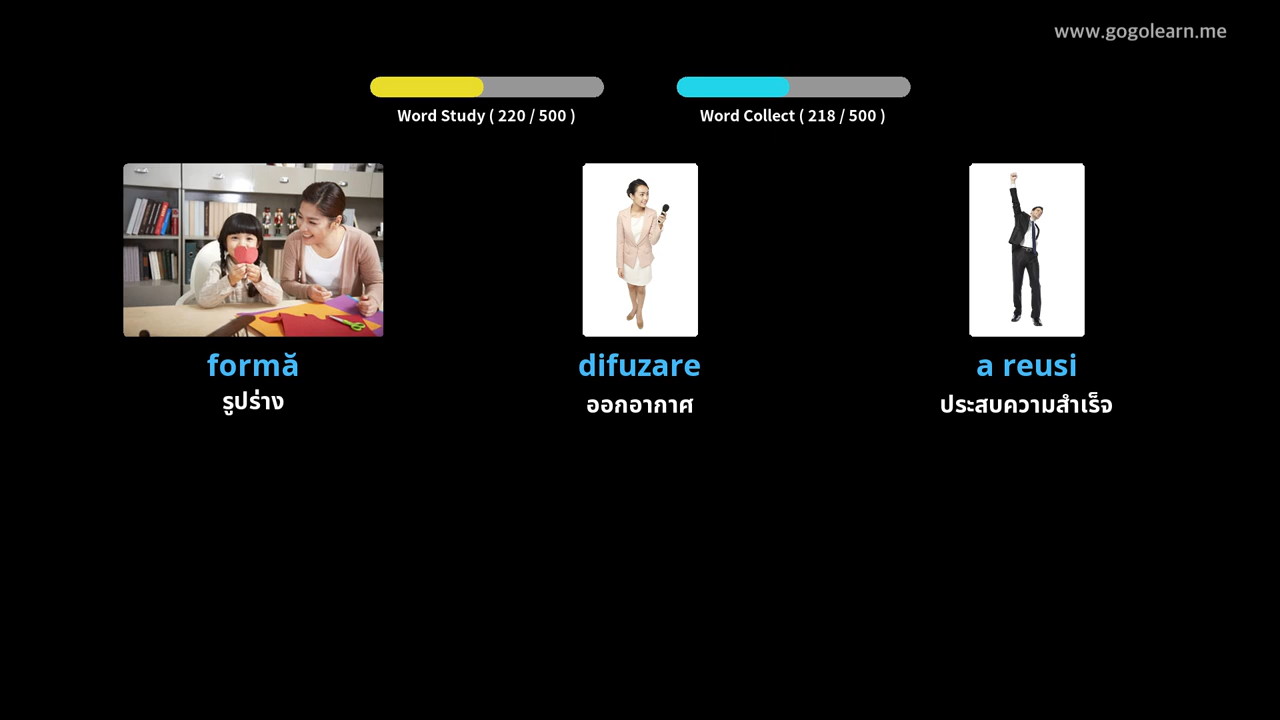 www.gogolearn.me
Word Study ( 220 / 500 )
Word Collect ( 218 / 500 )
formă
difuzare
a reusi
รูปร่าง
ออกอากาศ
ประสบความสำเร็จ